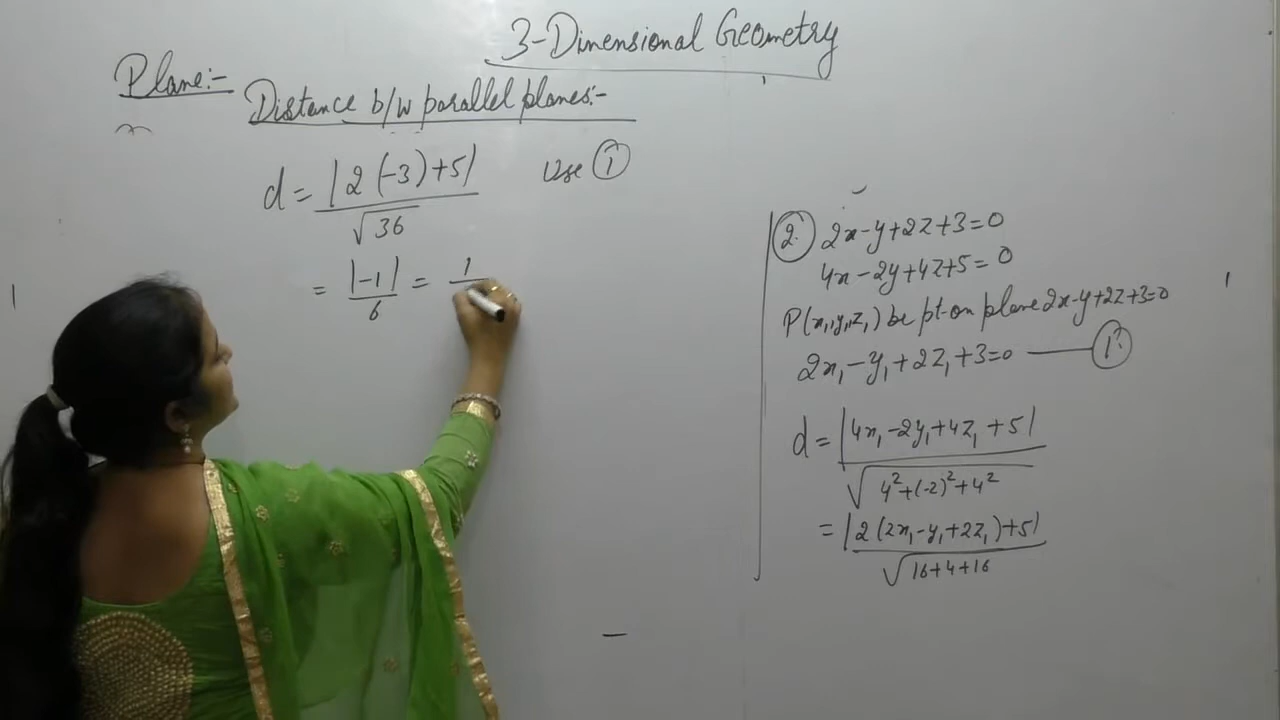 3-Dimensional Geometry
Plane:-
Distance b/w parallel planes:-
d = |2(-3)+5| / √36 use ①
= |-1| / 6 = 1
②. 2x-y+2z+3=0
4x-2y+4z+5=0
P(x₁,y₁,z₁) be pt. on plane 2x-y+2z+3=0
2x₁-y₁+2z₁+3=0 — ①
d = |4x₁-2y₁+4z₁+5| / √4²+(-2)²+4²
= |2(2x₁-y₁+2z₁)+5| / √16+4+16